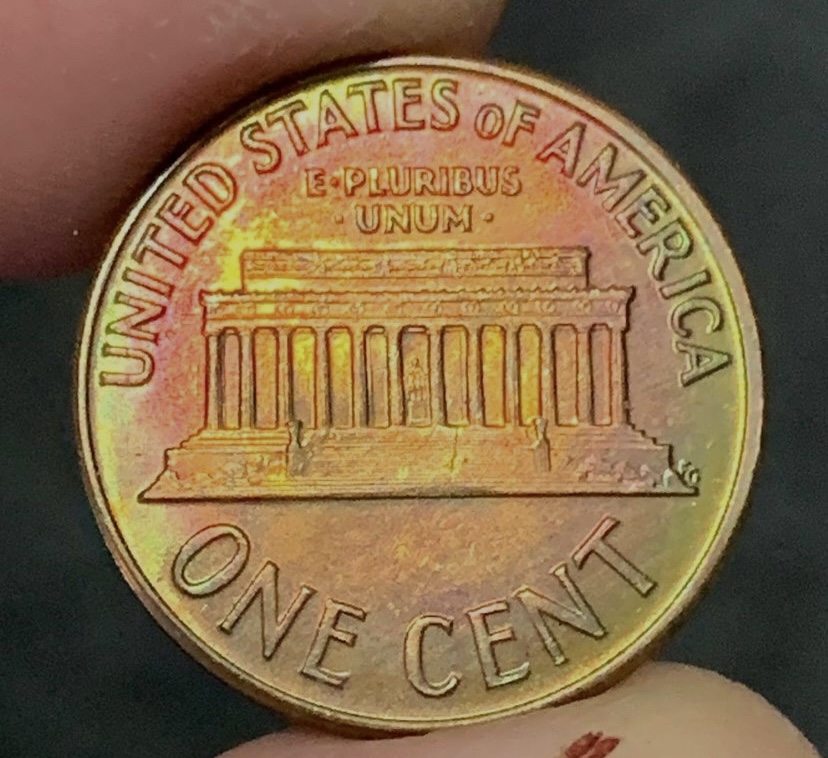 UNITED STATES OF AMERICA
E·PLURIBUS
·UNUM·
ONE CENT